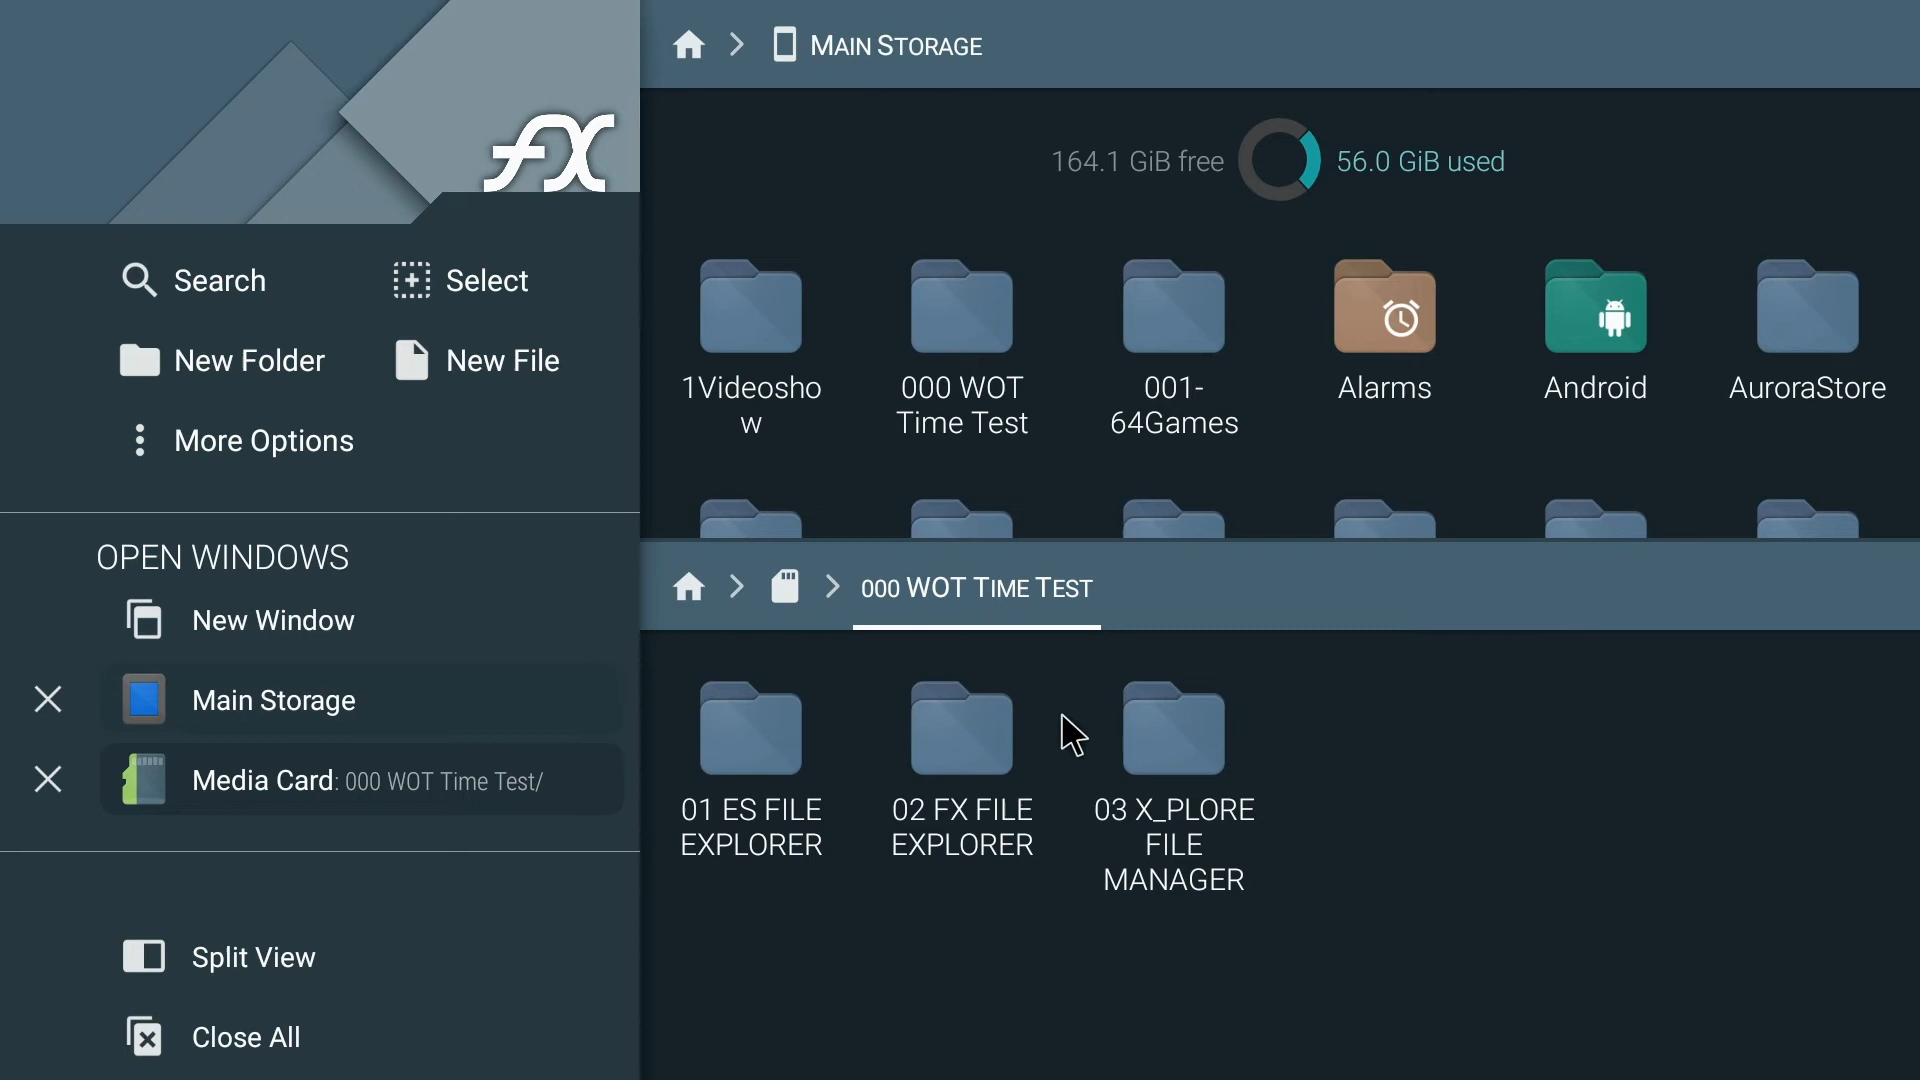 fX
Search
Select
New Folder
New File
More Options
OPEN WINDOWS
New Window
Main Storage
Media Card: 000 WOT Time Test/
Split View
Close All
MAIN STORAGE
164.1 GiB free
56.0 GiB used
1Videosho
w
000 WOT
Time Test
001-
64Games
Alarms
Android
AuroraStore
000 WOT TIME TEST
01 ES FILE
EXPLORER
02 FX FILE
EXPLORER
03 X_PLORE
FILE
MANAGER